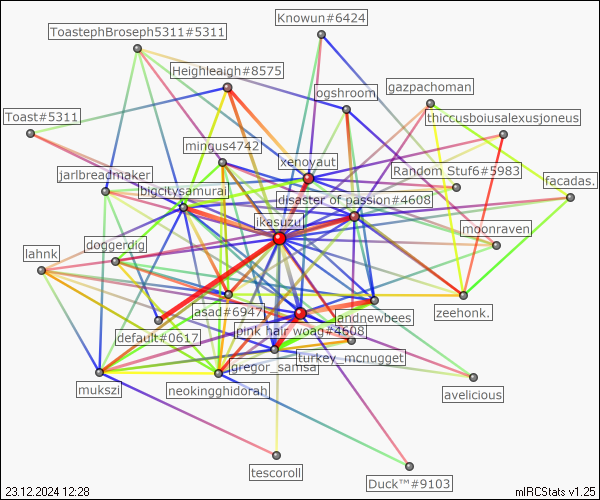 Knowun#6424
ToastephBroseph5311#5311
Heighleaigh#8575
gazpachoman
ogshroom
Toast#5311
thiccusboiusalexusjoneus
mingus4742
xenoyaut
jarlbreadmaker
Random Stuf6#5983
facadas.
bigcitysamurai
disaster of passion#4608
ikasuzu
moonraven
doggerdig
lahnk
asad#6947
landnewbees
zeehonk.
default#0617
pink hair woag#4608
turkey_mcnugget
gregor_samsa
mukszi
neokingghidorah
avelicious
tescoroll
Duck™#9103
23.12.2024 12:28
mIRCStats v1.25